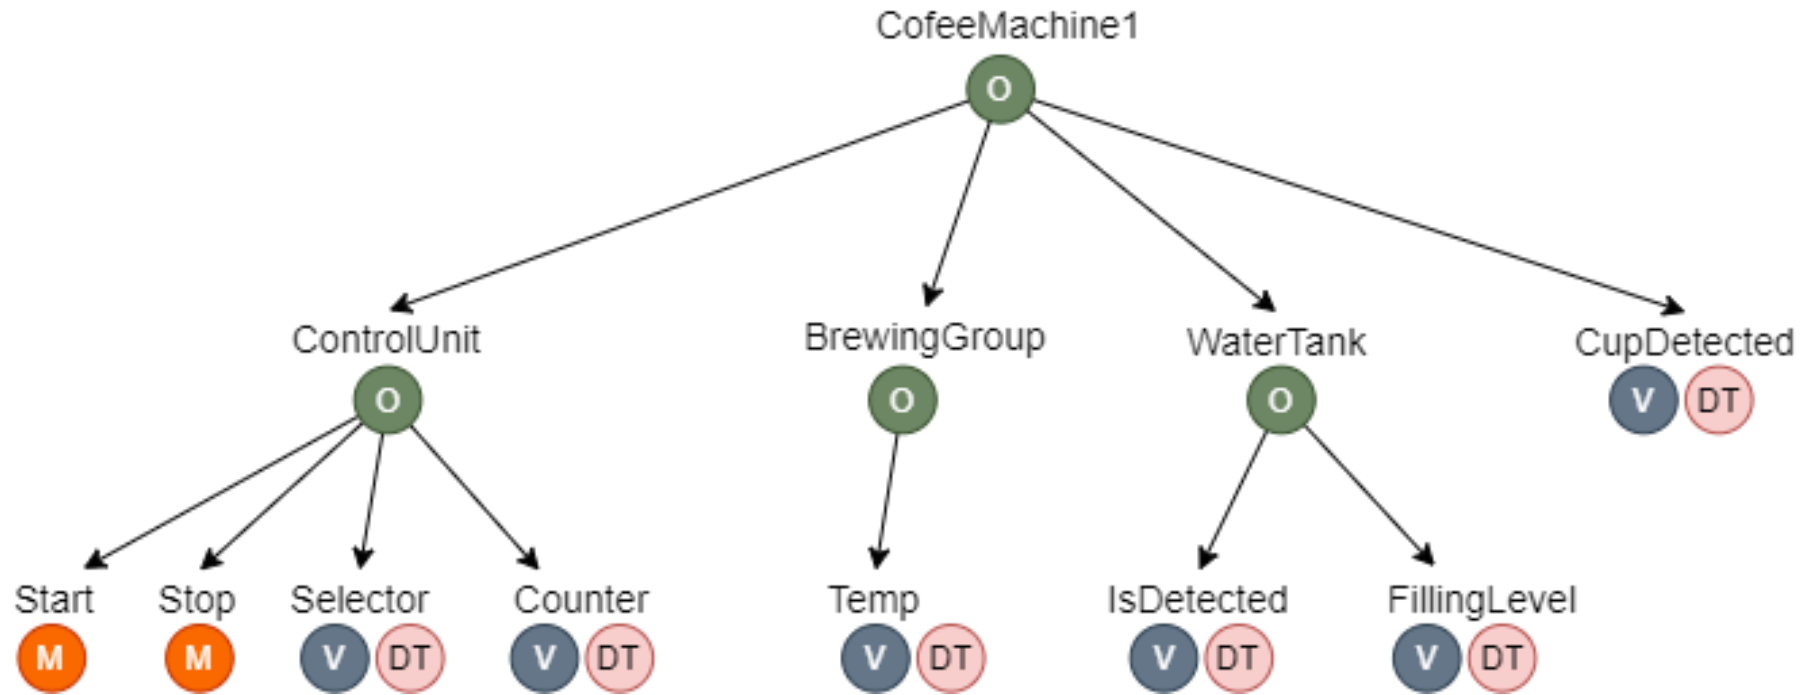 CofeeMachine1
O
ControlUnit BrewingGroup WaterTank CupDetected
O O O V DT
Start Stop Selector Counter Temp IsDetected FillingLevel
M M V DT V DT V DT V DT V DT